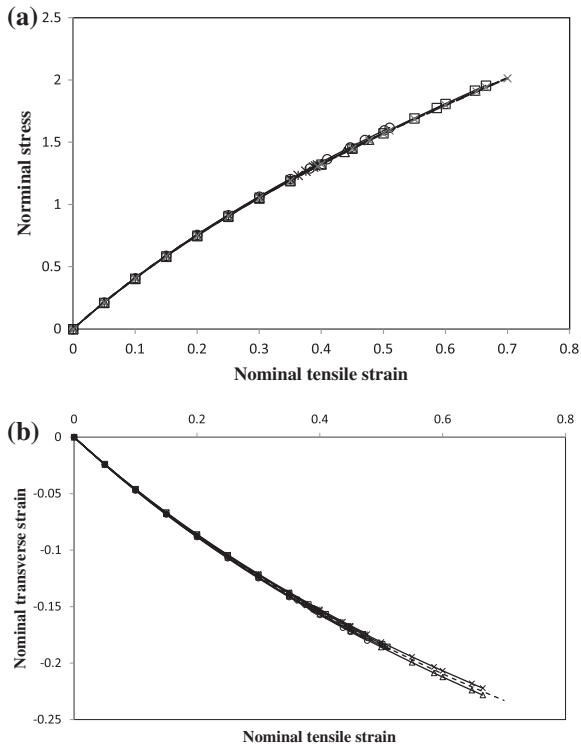 (a)
2.5
2
1.5
1
0.5
0
Norminal stress
0 0.1 0.2 0.3 0.4 0.5 0.6 0.7 0.8
Nominal tensile strain
(b)
0 0.2 0.4 0.6 0.8
0
-0.05
-0.1
-0.15
-0.2
-0.25
Nominal transverse strain
Nominal tensile strain